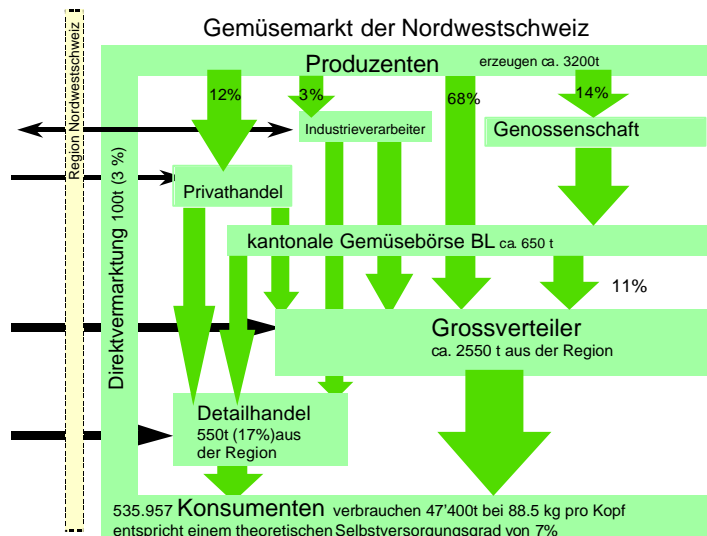 Gemüsemarkt der Nordwestschweiz
Region Nordwestschweiz
Direktvermarktung 100t (3 %)
Produzenten erzeugen ca. 3200t
12%
3%
68%
14%
Industrieverarbeiter
Genossenschaft
Privathandel
kantonale Gemüsebörse BL ca. 650 t
11%
Grossverteiler
ca. 2550 t aus der Region
Detailhandel
550t (17%)aus
der Region
535.957 Konsumenten verbrauchen 47'400t bei 88.5 kg pro Kopf
entspricht einem theoretischen Selbstversorgungsgrad von 7%